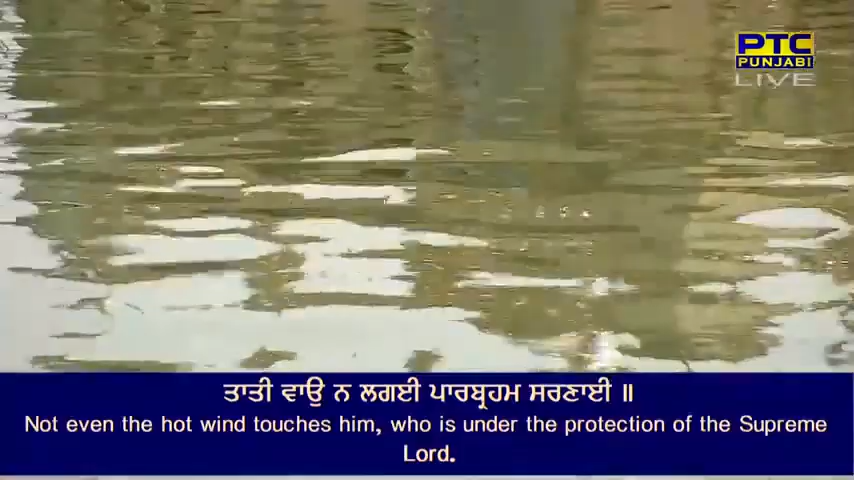 PTC
PUNJABI
LIVE
ਤਾਤੀ ਵਾਉ ਨ ਲਗਈ ਪਾਰਬ੍ਰਹਮ ਸਰਣਾਈ ॥
Not even the hot wind touches him, who is under the protection of the Supreme
Lord.